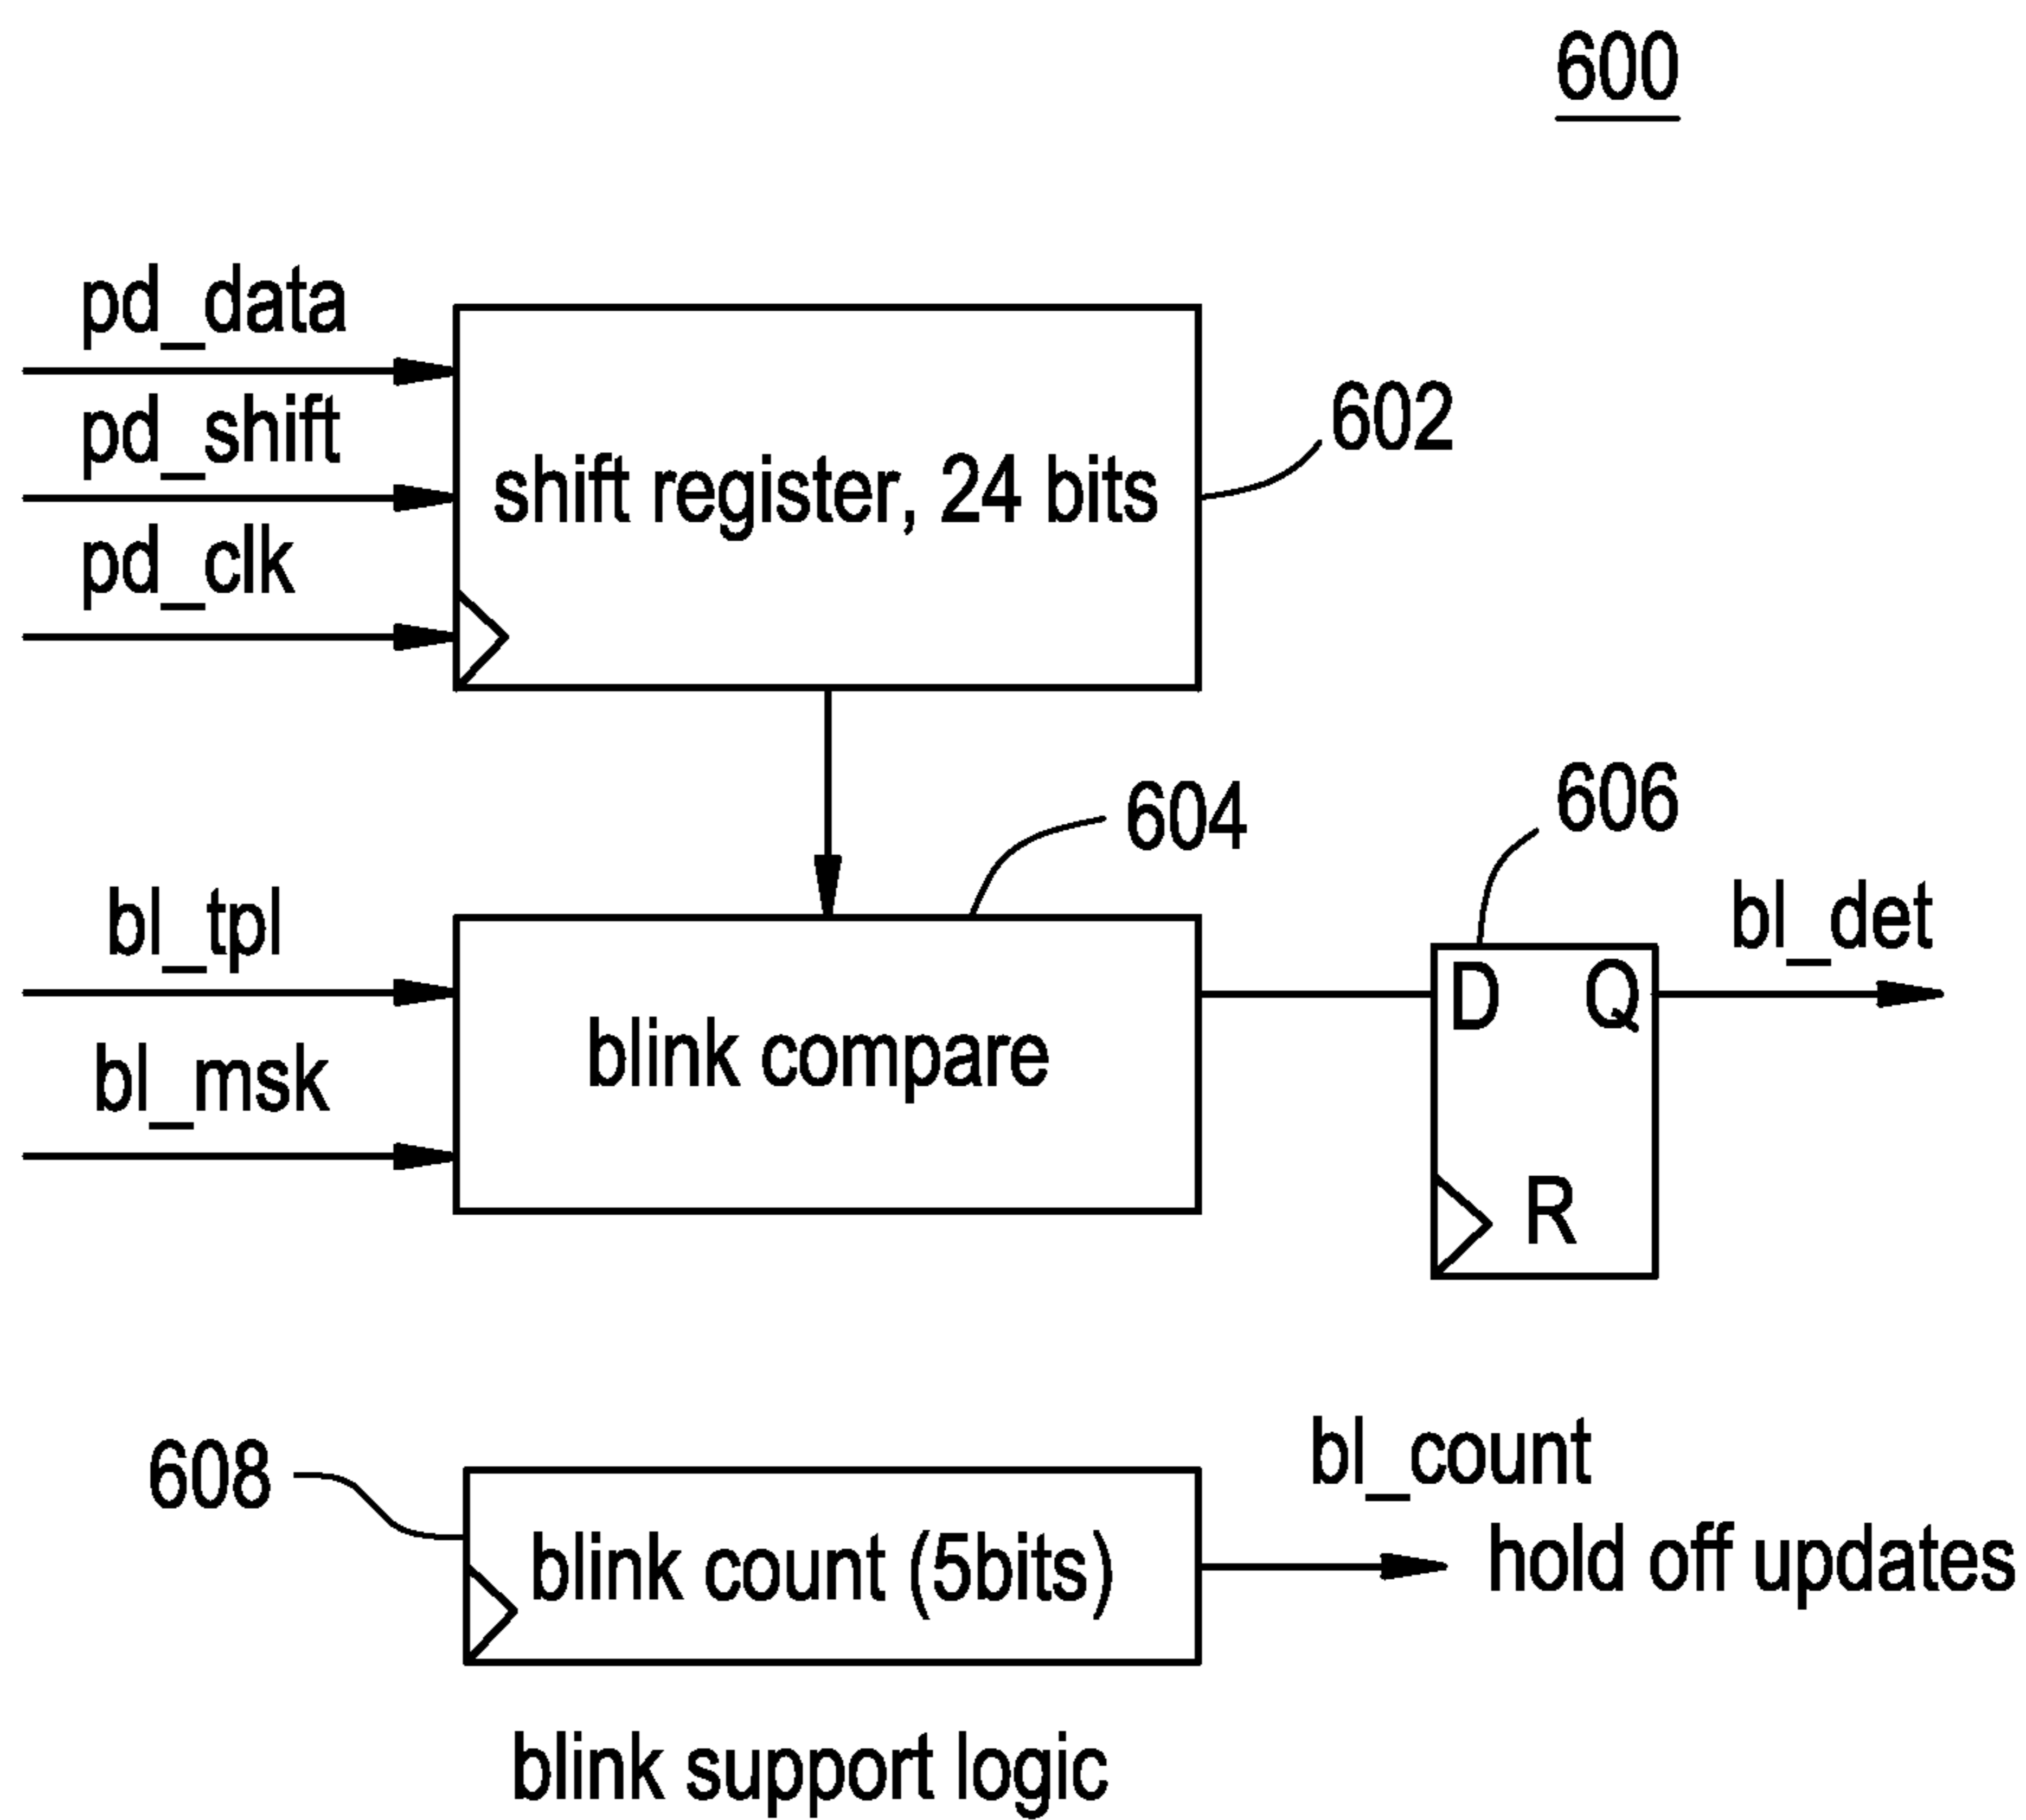 600
pd_data
pd_shift
602
shift register, 24 bits
pd_clk
604
606
bl_tpl
bl_det
D Q
blink compare
bl_msk
R
bl_count
608
hold off updates
blink count (5bits)
blink support logic